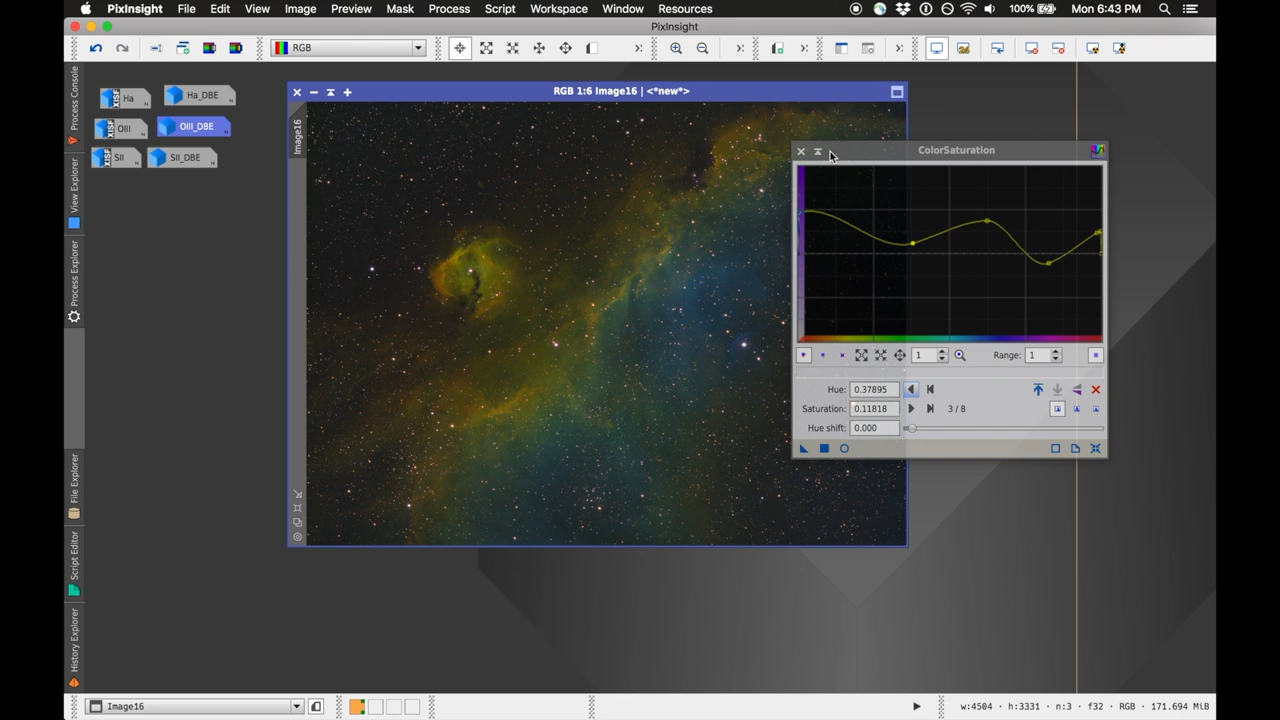 PixInsight File Edit View Image Preview Mask Process Script Workspace Window Resources 100% Mon 6:43 PM
PixInsight
RGB
Process Console
View Explorer
Process Explorer
File Explorer
Script Editor
History Explorer
XISF Ha N
Ha_DBE N
XISF OIII N
OIII_DBE N
XISF SII N
SII_DBE N
RGB 1:6 Image16 | <*new*>
Image16
ColorSaturation
1 Range: 1
Hue: 0.37895
Saturation: 0.11818 3 / 8
Hue shift: 0.000
Image16
w:4504 · h:3331 · n:3 · f32 · RGB · 171.694 MiB